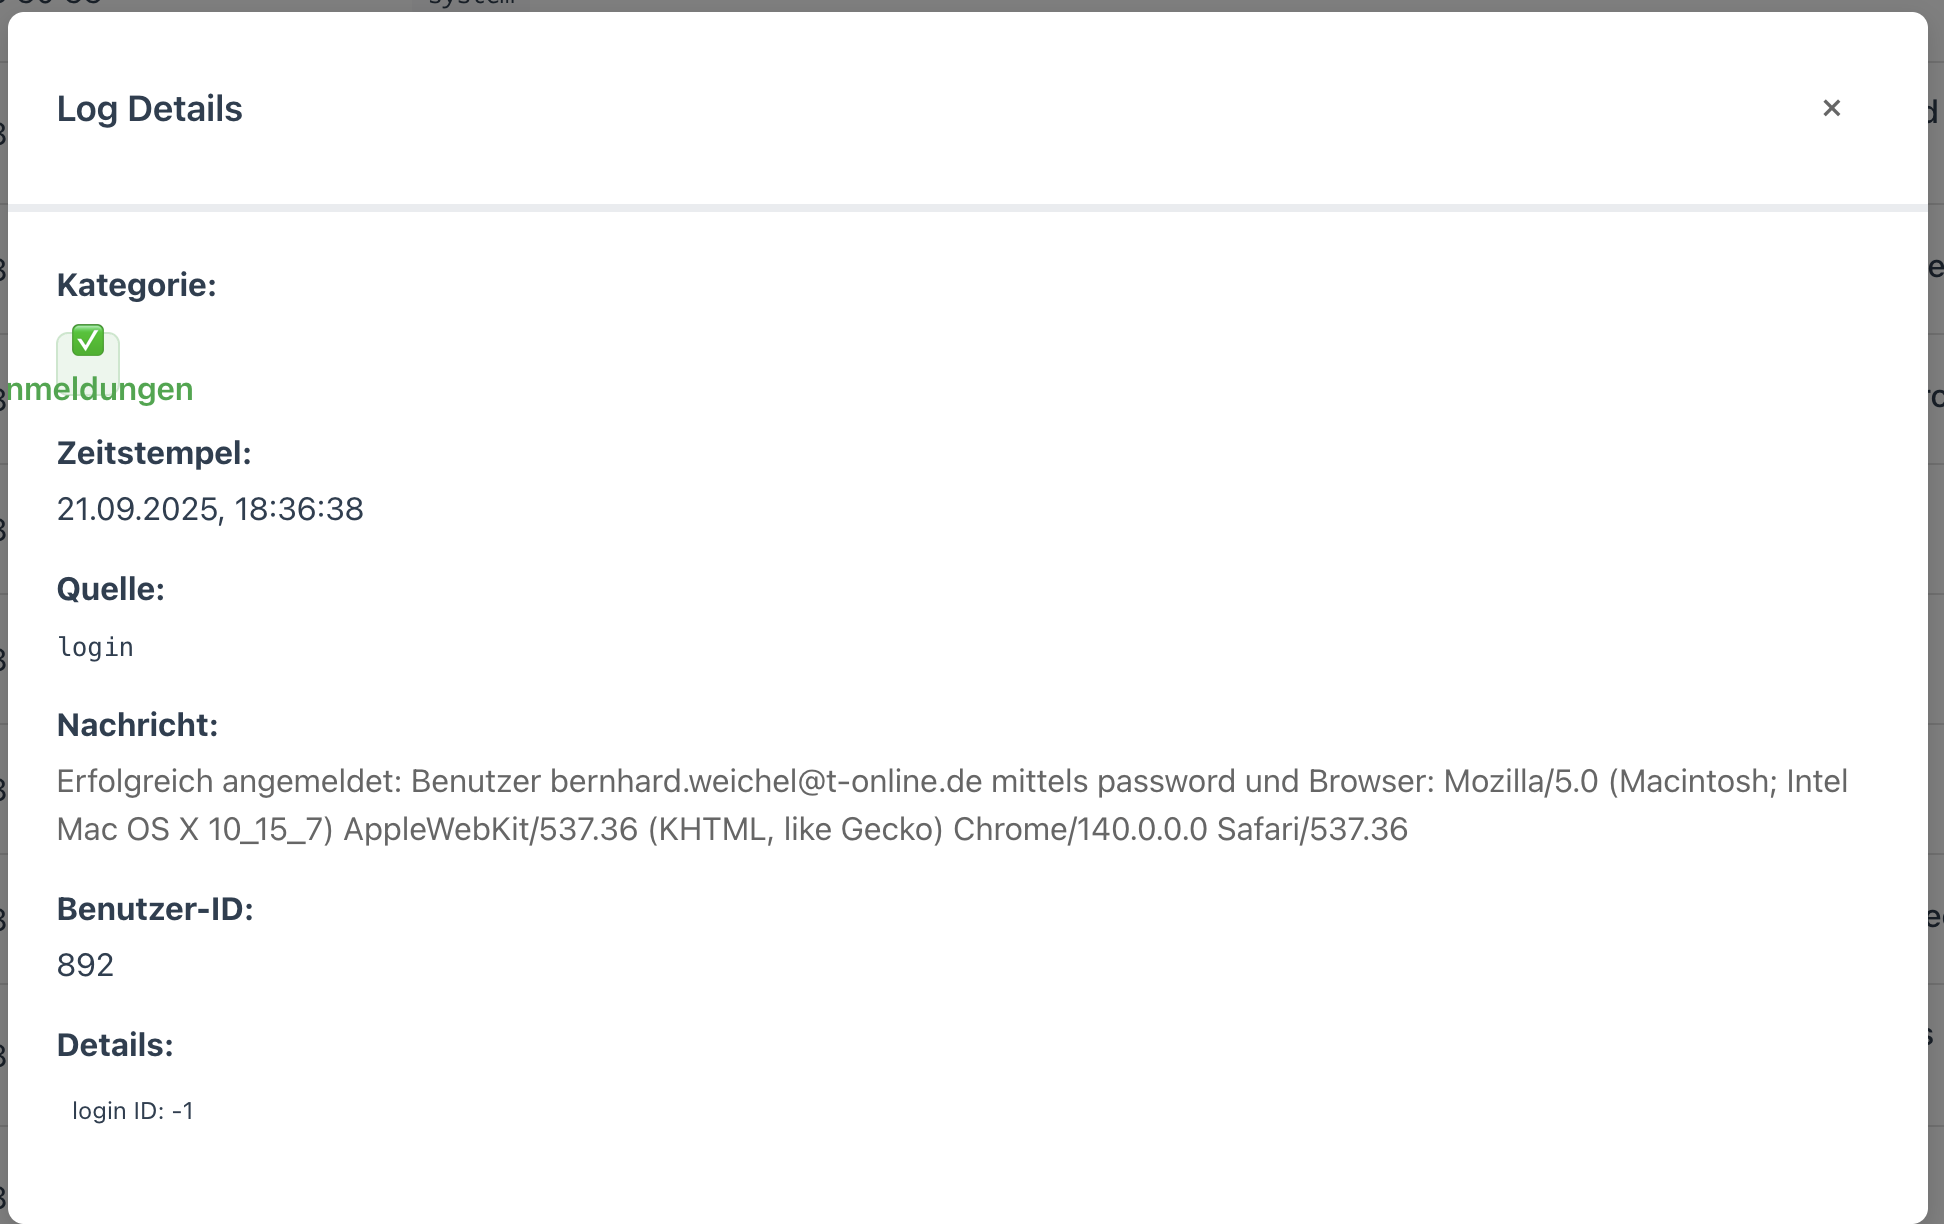 system
Log Details
×
Kategorie:
nmeldungen
Zeitstempel:
21.09.2025, 18:36:38
Quelle:
login
Nachricht:
Erfolgreich angemeldet: Benutzer bernhard.weichel@t-online.de mittels password und Browser: Mozilla/5.0 (Macintosh; Intel
Mac OS X 10_15_7) AppleWebKit/537.36 (KHTML, like Gecko) Chrome/140.0.0.0 Safari/537.36
Benutzer-ID:
892
Details:
login ID: -1